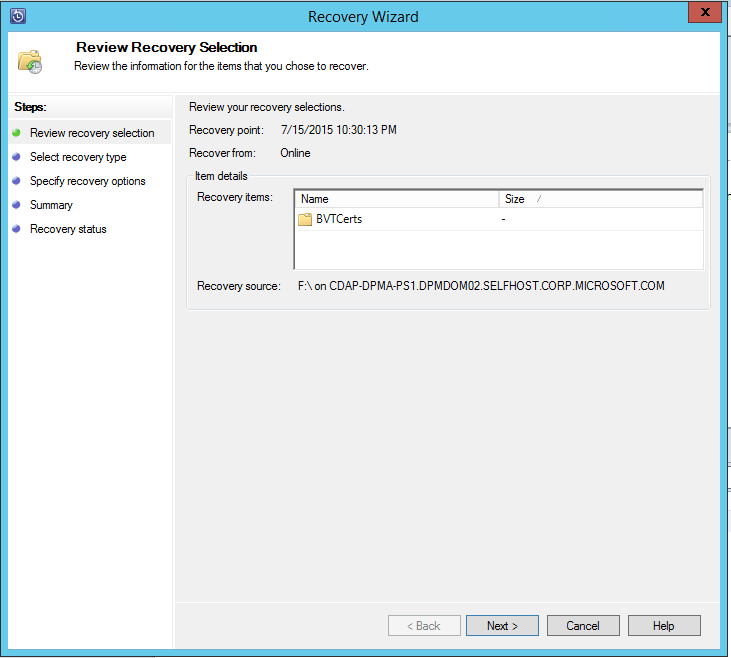 Recovery Wizard
x
Review Recovery Selection
Review the information for the items that you chose to recover.
Steps:
Review recovery selection
Select recovery type
Specify recovery options
Summary
Recovery status
Review your recovery selections.
Recovery point: 7/15/2015 10:30:13 PM
Recover from: Online
Item details
Recovery items:
Name Size /
BVTCerts -
Recovery source: F:\ on CDAP-DPMA-PS1.DPMDOM02.SELFHOST.CORP.MICROSOFT.COM
< Back Next > Cancel Help